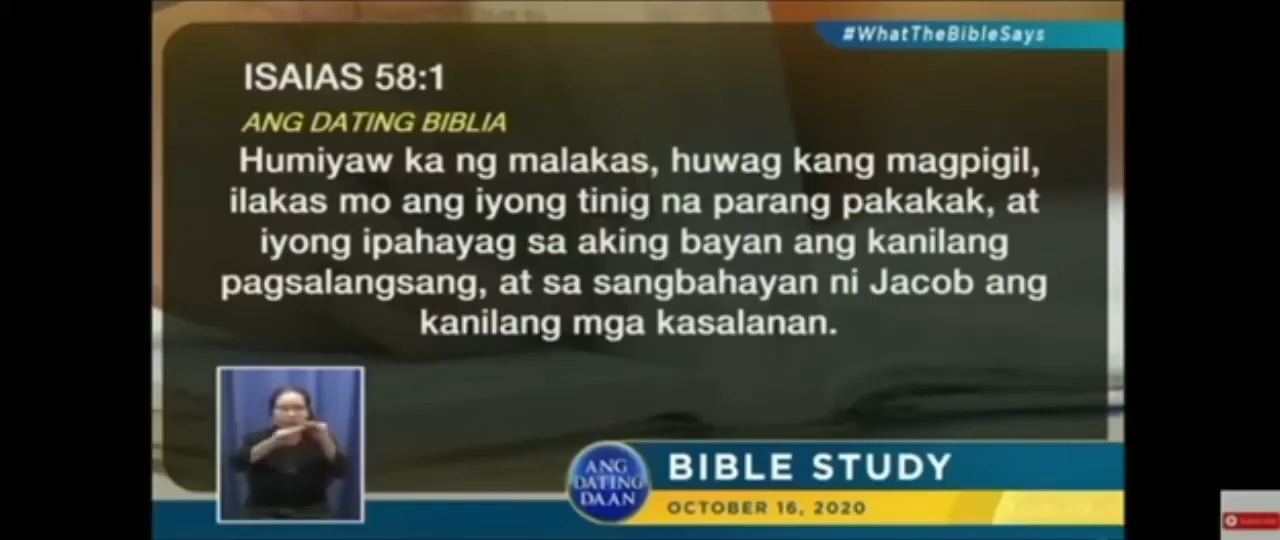 #WhatTheBibleSays
ISAIAS 58:1
ANG DATING BIBLIA
Humiyaw ka ng malakas, huwag kang magpigil,
ilakas mo ang iyong tinig na parang pakakak, at
iyong ipahayag sa aking bayan ang kanilang
pagsalangsang, at sa sangbahayan ni Jacob ang
kanilang mga kasalanan.
ANG
DATING
DAAN
BIBLE STUDY
OCTOBER 16, 2020
Subscribe